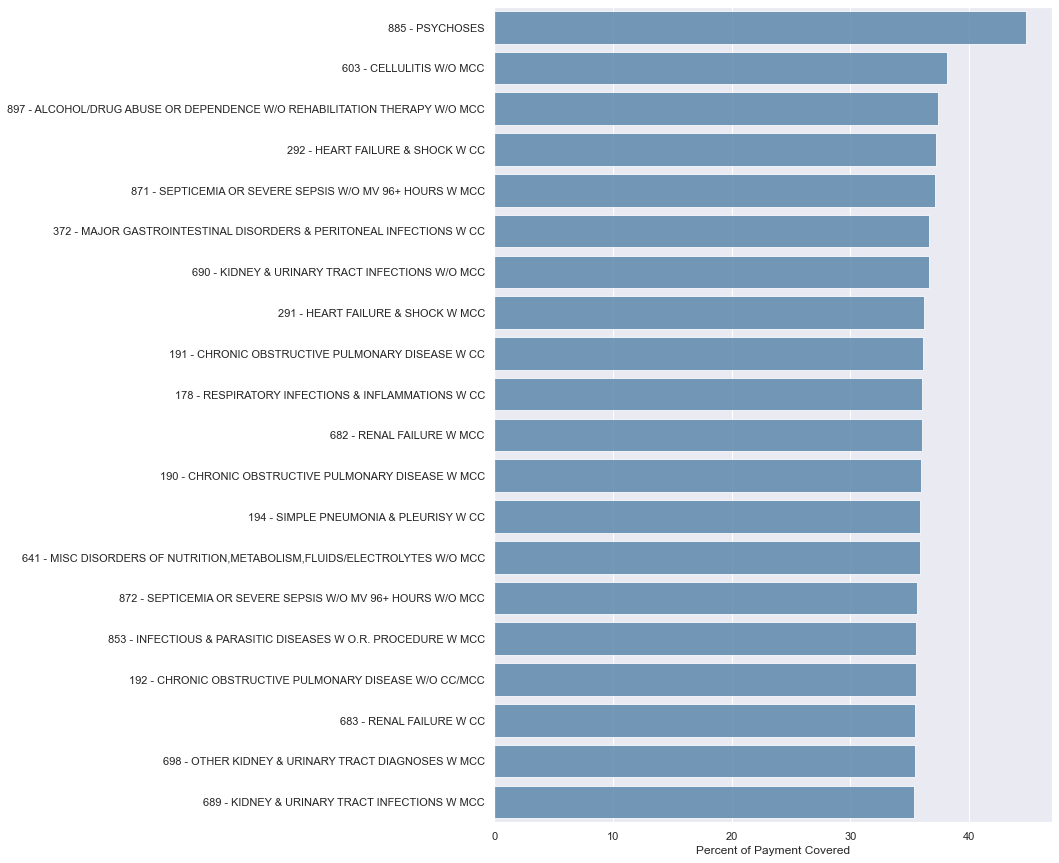 885 - PSYCHOSES
603 - CELLULITIS W/O MCC
897 - ALCOHOL/DRUG ABUSE OR DEPENDENCE W/O REHABILITATION THERAPY W/O MCC
292 - HEART FAILURE & SHOCK W CC
871 - SEPTICEMIA OR SEVERE SEPSIS W/O MV 96+ HOURS W MCC
372 - MAJOR GASTROINTESTINAL DISORDERS & PERITONEAL INFECTIONS W CC
690 - KIDNEY & URINARY TRACT INFECTIONS W/O MCC
291 - HEART FAILURE & SHOCK W MCC
191 - CHRONIC OBSTRUCTIVE PULMONARY DISEASE W CC
178 - RESPIRATORY INFECTIONS & INFLAMMATIONS W CC
682 - RENAL FAILURE W MCC
190 - CHRONIC OBSTRUCTIVE PULMONARY DISEASE W MCC
194 - SIMPLE PNEUMONIA & PLEURISY W CC
641 - MISC DISORDERS OF NUTRITION,METABOLISM,FLUIDS/ELECTROLYTES W/O MCC
872 - SEPTICEMIA OR SEVERE SEPSIS W/O MV 96+ HOURS W/O MCC
853 - INFECTIOUS & PARASITIC DISEASES W O.R. PROCEDURE W MCC
192 - CHRONIC OBSTRUCTIVE PULMONARY DISEASE W/O CC/MCC
683 - RENAL FAILURE W CC
698 - OTHER KIDNEY & URINARY TRACT DIAGNOSES W MCC
689 - KIDNEY & URINARY TRACT INFECTIONS W MCC
0 10 20 30 40
Percent of Payment Covered